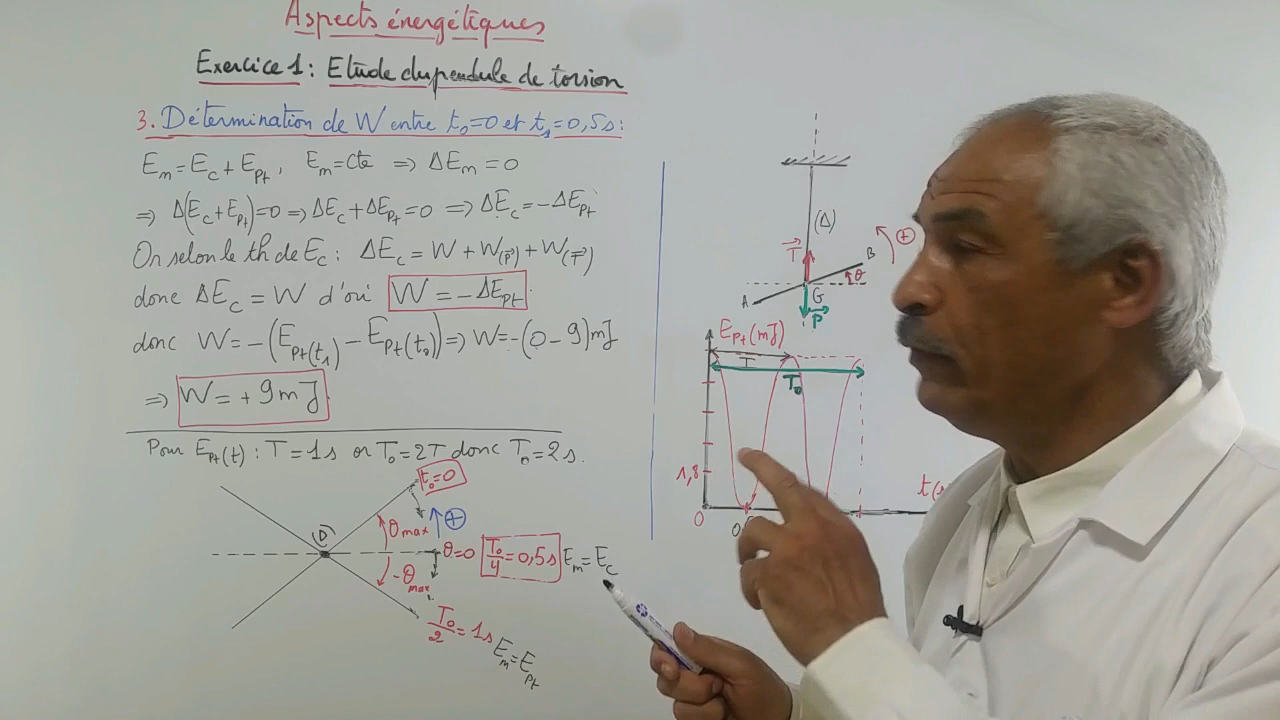 Aspects énergétiques
Exercice 1 : Etude du pendule de torsion
3. Détermination de W entre t₀=0 et t₁=0,5s:
Em = Ec + Ept, Em = Cte ⇒ ΔEm = 0
⇒ Δ(Ec + Ept)=0 ⇒ ΔEc + ΔEpt = 0 ⇒ ΔEc = -ΔEpt
Or selon le th de Ec : ΔEc = W + W(P⃗) + W(T⃗)
donc ΔEc = W d'où W = -ΔEpt
donc W = -(Ept(t₁) - Ept(t₀)) ⇒ W = -(0 - 9)mJ
⇒ W = +9mJ
Pour Ept(t) : T = 1s or T₀ = 2T donc T₀ = 2s.
t₀=0
(Δ)
θmax
+
θ=0 T₀/4 = 0,5s Em = Ec
-θmax
T₀/2 = 1s
Em = Ept
(Δ)
T⃗
+
B
θ
A
G
P⃗
Ept(mJ)
T
T₀
1,8
0